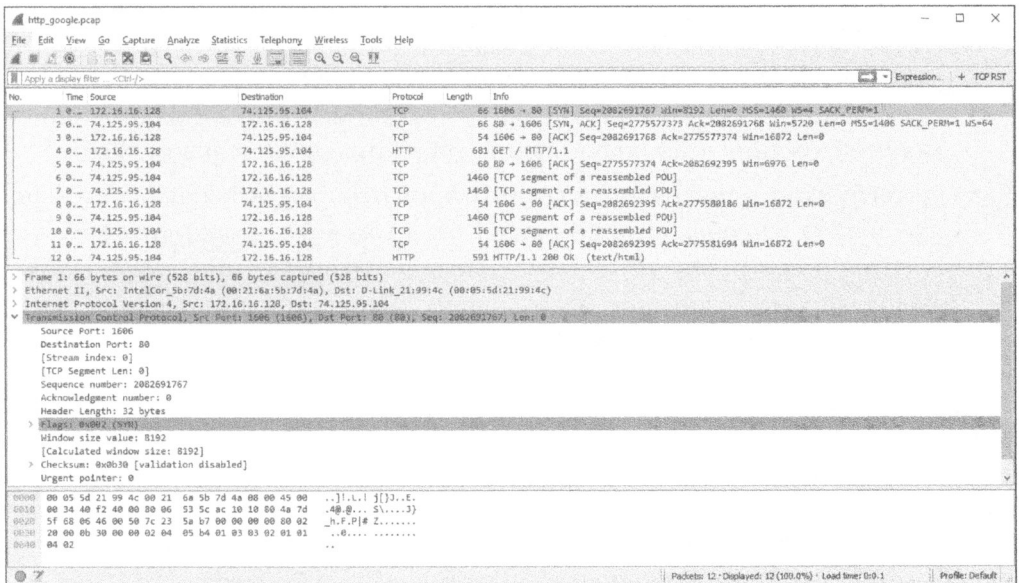 http_google.pcap
File Edit View Go Capture Analyze Statistics Telephony Wireless Tools Help
Apply a display filter ... <Ctrl-/> Expression... + TCP RST
No. Time Source Destination Protocol Length Info
1 0... 172.16.16.128 74.125.95.104 TCP 66 1606 → 80 [SYN] Seq=2082691767 Win=8192 Len=0 MSS=1460 WS=4 SACK_PERM=1
2 0... 74.125.95.104 172.16.16.128 TCP 66 80 → 1606 [SYN, ACK] Seq=2775577373 Ack=2082691768 Win=5720 Len=0 MSS=1406 SACK_PERM=1 WS=64
3 0... 172.16.16.128 74.125.95.104 TCP 54 1606 → 80 [ACK] Seq=2082691768 Ack=2775577374 Win=16872 Len=0
4 0... 172.16.16.128 74.125.95.104 HTTP 681 GET / HTTP/1.1
5 0... 74.125.95.104 172.16.16.128 TCP 60 80 → 1606 [ACK] Seq=2775577374 Ack=2082692395 Win=6976 Len=0
6 0... 74.125.95.104 172.16.16.128 TCP 1460 [TCP segment of a reassembled PDU]
7 0... 74.125.95.104 172.16.16.128 TCP 1460 [TCP segment of a reassembled PDU]
8 0... 172.16.16.128 74.125.95.104 TCP 54 1606 → 80 [ACK] Seq=2082692395 Ack=2775580186 Win=16872 Len=0
9 0... 74.125.95.104 172.16.16.128 TCP 1460 [TCP segment of a reassembled PDU]
10 0... 74.125.95.104 172.16.16.128 TCP 156 [TCP segment of a reassembled PDU]
11 0... 172.16.16.128 74.125.95.104 TCP 54 1606 → 80 [ACK] Seq=2082692395 Ack=2775581694 Win=16872 Len=0
12 0... 74.125.95.104 172.16.16.128 HTTP 591 HTTP/1.1 200 OK (text/html)
> Frame 1: 66 bytes on wire (528 bits), 66 bytes captured (528 bits)
> Ethernet II, Src: IntelCor_5b:7d:4a (00:21:6a:5b:7d:4a), Dst: D-Link_21:99:4c (00:05:5d:21:99:4c)
> Internet Protocol Version 4, Src: 172.16.16.128, Dst: 74.125.95.104
Transmission Control Protocol, Src Port: 1606 (1606), Dst Port: 80 (80), Seq: 2082691767, Len: 0
Source Port: 1606
Destination Port: 80
[Stream index: 0]
[TCP Segment Len: 0]
Sequence number: 2082691767
Acknowledgment number: 0
Header Length: 32 bytes
> Flags: 0x002 (SYN)
Window size value: 8192
[Calculated window size: 8192]
> Checksum: 0x0b30 [validation disabled]
Urgent pointer: 0
0000 00 05 5d 21 99 4c 00 21 6a 5b 7d 4a 08 00 45 00 ..]!.L.! j[}J..E.
0010 00 34 40 f2 40 00 80 06 53 5c ac 10 10 80 4a 7d .4@.@... S\....J}
0020 5f 68 06 46 00 50 7c 23 5a b7 00 00 00 00 80 02 _h.F.P|# Z.......
0030 20 00 0b 30 00 00 02 04 05 b4 01 03 03 02 01 01 ..0.... ........
0040 04 02 ..
Packets: 12 · Displayed: 12 (100.0%) · Load time: 0:0.1 Profile: Default